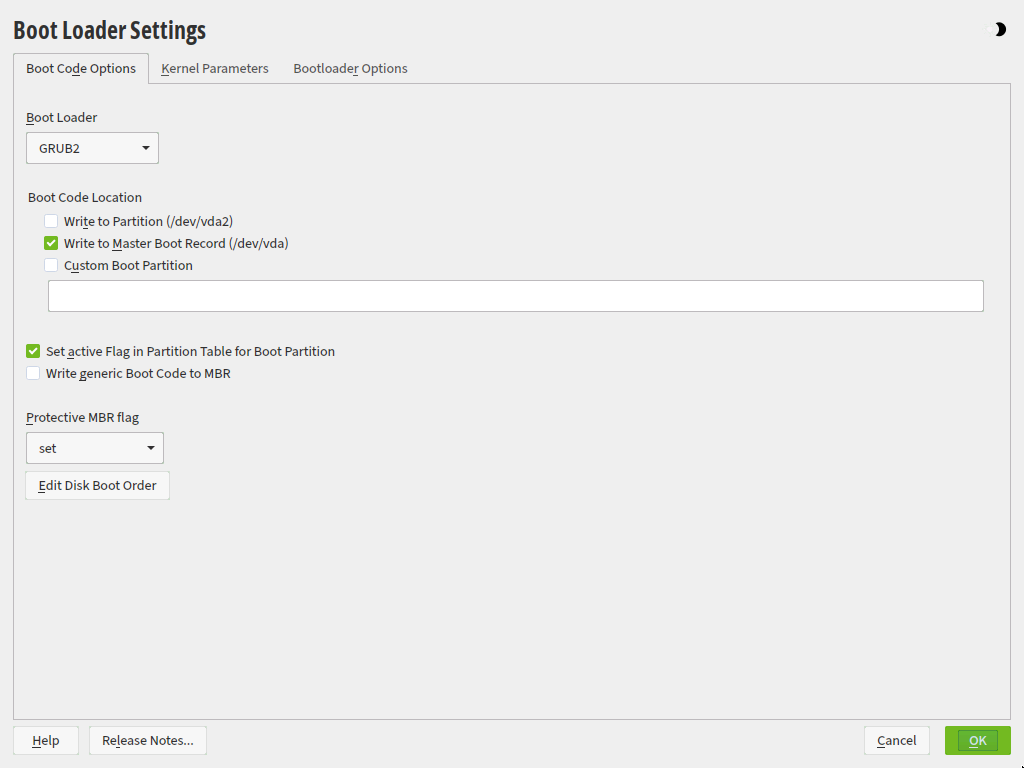 Boot Loader Settings
Boot Code Options
Kernel Parameters
Bootloader Options
Boot Loader
GRUB2
Boot Code Location
Write to Partition (/dev/vda2)
Write to Master Boot Record (/dev/vda)
Custom Boot Partition
Set active Flag in Partition Table for Boot Partition
Write generic Boot Code to MBR
Protective MBR flag
set
Edit Disk Boot Order
Help
Release Notes...
Cancel
OK